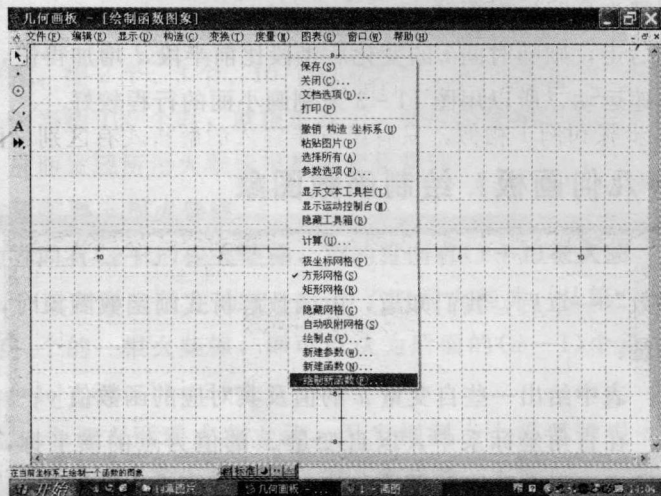 几何画板 - [绘制函数图象]
文件(F) 编辑(E) 显示(D) 构造(C) 变换(T) 度量(M) 图表(G) 窗口(W) 帮助(H)
保存(S)
关闭(C)...
文档选项(D)...
打印(P)
撤销 构造 坐标系(U)
粘贴图片(P)
选择所有(A)
参数选项(F)...
显示文本工具栏(T)
显示运动控制台(M)
隐藏工具箱(B)
计算(U)...
极坐标网格(P)
方形网格(S)
矩形网格(R)
隐藏网格(G)
自动吸附网格(S)
绘制点(P)...
新建参数(W)...
新建函数(N)...
绘制新函数(F)...
A
-10 -5 5 10
在当前坐标系上绘制一个函数的图象
标准
开始 几何画板 - ... 14:04